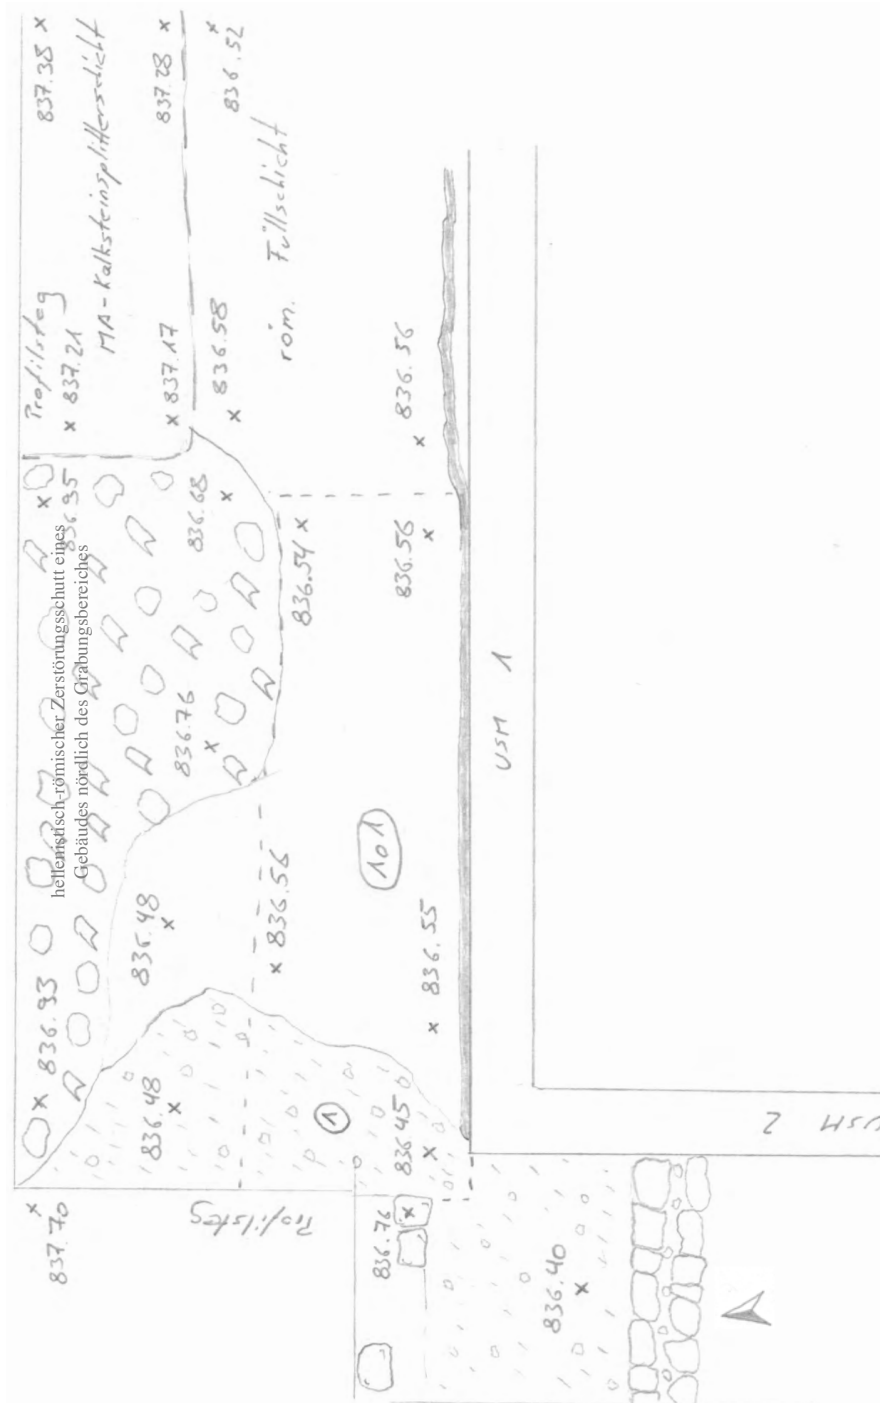 837.38
MA-Kalksteinsplitterschicht
837.28
836.52
Profilsteg
837.21
837.17
836.58
röm. Füllschicht
836.56
836.95
836.68
836.54
836.56
hellenistisch-römischer Zerstörungsschutt eines
Gebäudes nördlich des Grabungsbereiches
836.76
USM 1
101
836.48
836.56
836.55
836.93
836.48
1
836.45
USM 2
837.70
Profilsteg
836.76
836.40